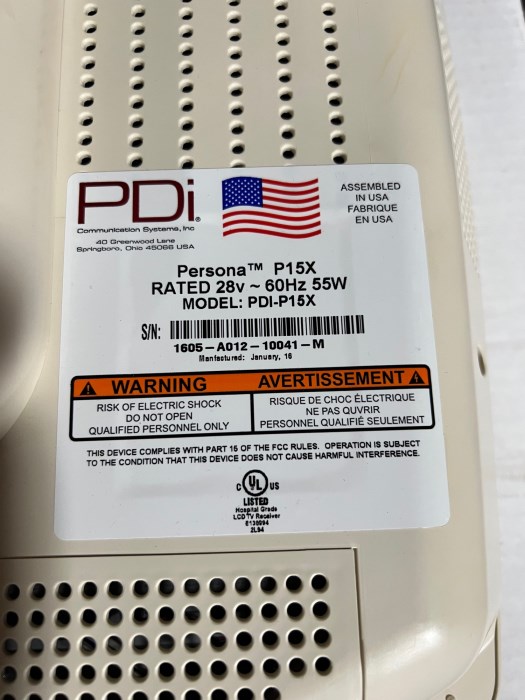 PDi®
Communication Systems, Inc
40 Greenwood Lane
Springboro, Ohio 45066 USA
ASSEMBLED
IN USA
FABRIQUE
EN USA
Persona™ P15X
RATED 28v ~ 60Hz 55W
MODEL: PDI-P15X
S/N:
1605-A012-10041-M
Manfactured: January, 16
WARNING
RISK OF ELECTRIC SHOCK
DO NOT OPEN
QUALIFIED PERSONNEL ONLY
AVERTISSEMENT
RISQUE DE CHOC ÉLECTRIQUE
NE PAS QUVRIR
PERSONNEL QUALIFIÉ SEULEMENT
THIS DEVICE COMPLIES WITH PART 15 OF THE FCC RULES. OPERATION IS SUBJECT
TO THE CONDITION THAT THIS DEVICE DOES NOT CAUSE HARMFUL INTERFERENCE.
C UL® US
LISTED
Hospital Grade
LCD TV Receiver
E138094
2L94